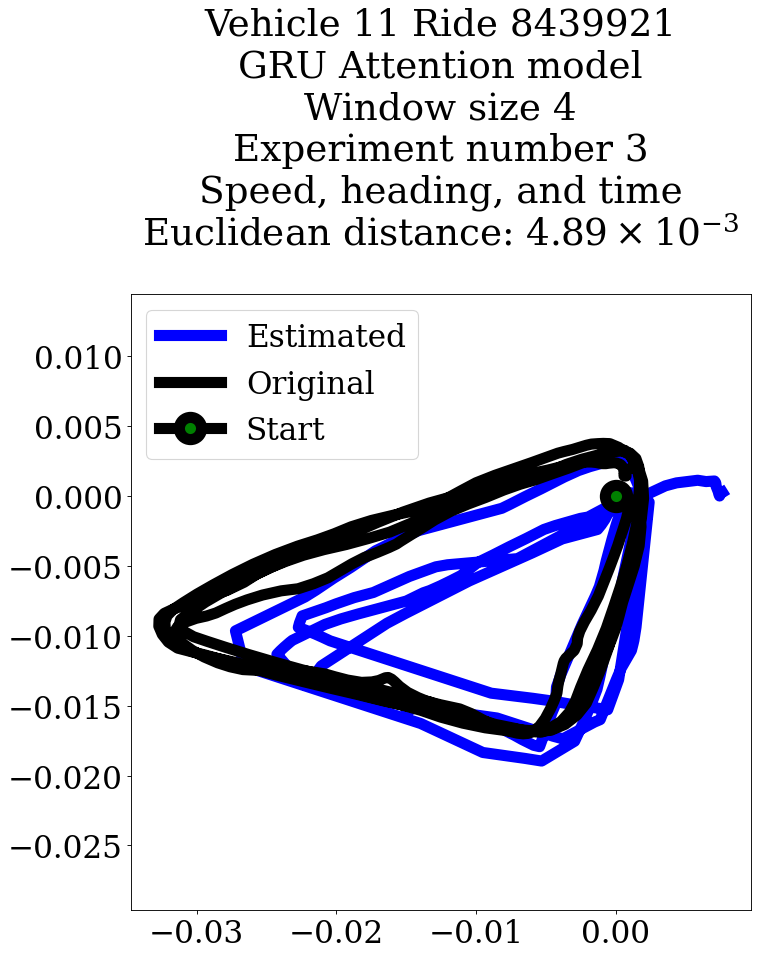 Vehicle 11 Ride 8439921
GRU Attention model
Window size 4
Experiment number 3
Speed, heading, and time
Euclidean distance: 4.89 × 10⁻³
Estimated
Original
Start
0.010
0.005
0.000
−0.005
−0.010
−0.015
−0.020
−0.025
−0.03
−0.02
−0.01
0.00